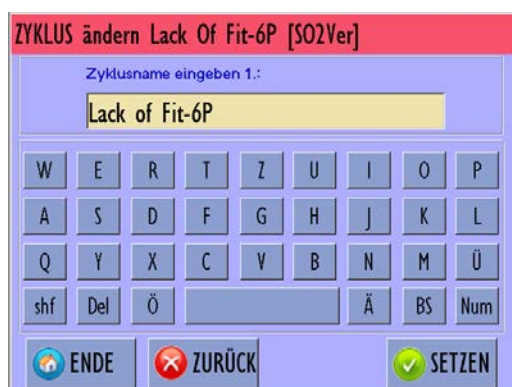 ZYKLUS ändern Lack Of Fit-6P [SO2Ver]
Zyklusname eingeben 1.:
Lack of Fit-6P
W E R T Z U I O P
A S D F G H J K L
Q Y X C V B N M Ü
shf Del Ö Ä BS Num
ENDE ZURÜCK SETZEN